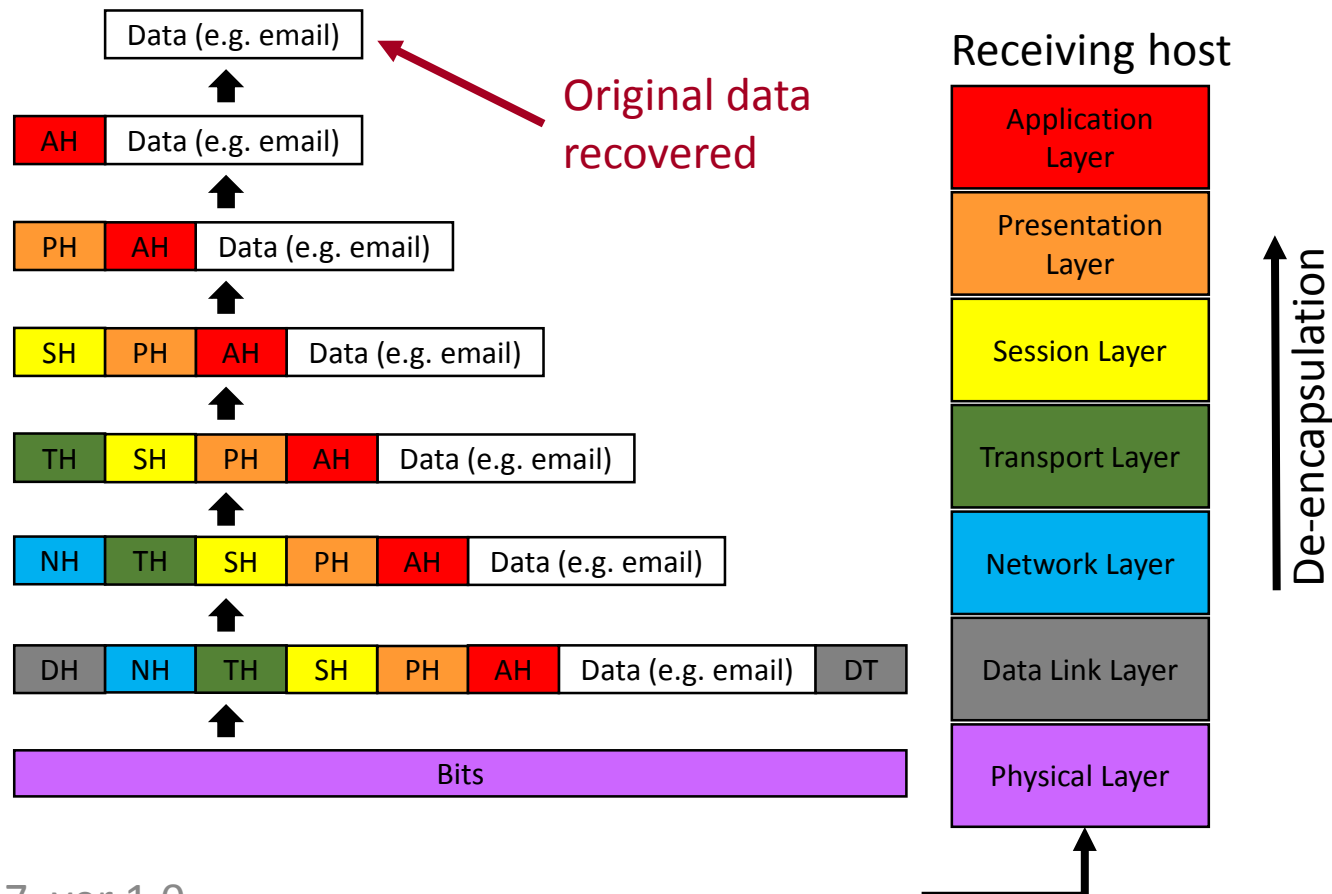 Data (e.g. email)
Original data
recovered
Receiving host
AH Data (e.g. email)
Application
Layer
PH AH Data (e.g. email)
Presentation
Layer
SH PH AH Data (e.g. email)
Session Layer
TH SH PH AH Data (e.g. email)
Transport Layer
NH TH SH PH AH Data (e.g. email)
Network Layer
DH NH TH SH PH AH Data (e.g. email) DT
Data Link Layer
Bits
Physical Layer
De-encapsulation